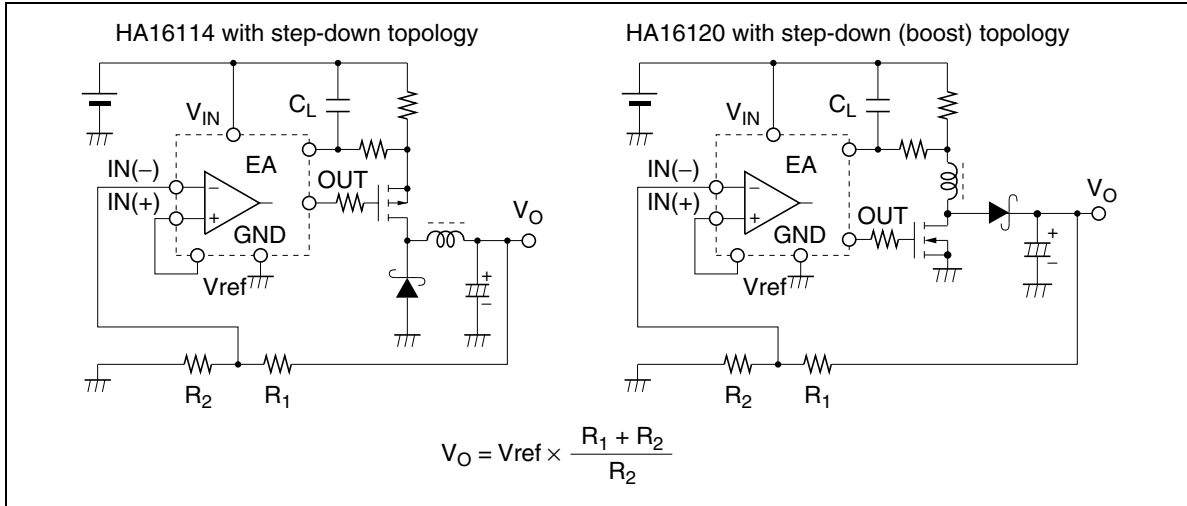 HA16114 with step-down topology
V_IN
C_L
EA
IN(−)
IN(+)
OUT
GND
Vref
V_O
+
−
−
+
R_2
R_1
HA16120 with step-down (boost) topology
V_IN
C_L
EA
IN(−)
IN(+)
OUT
GND
Vref
V_O
+
−
−
+
R_2
R_1
V_O = Vref × (R_1 + R_2) / R_2